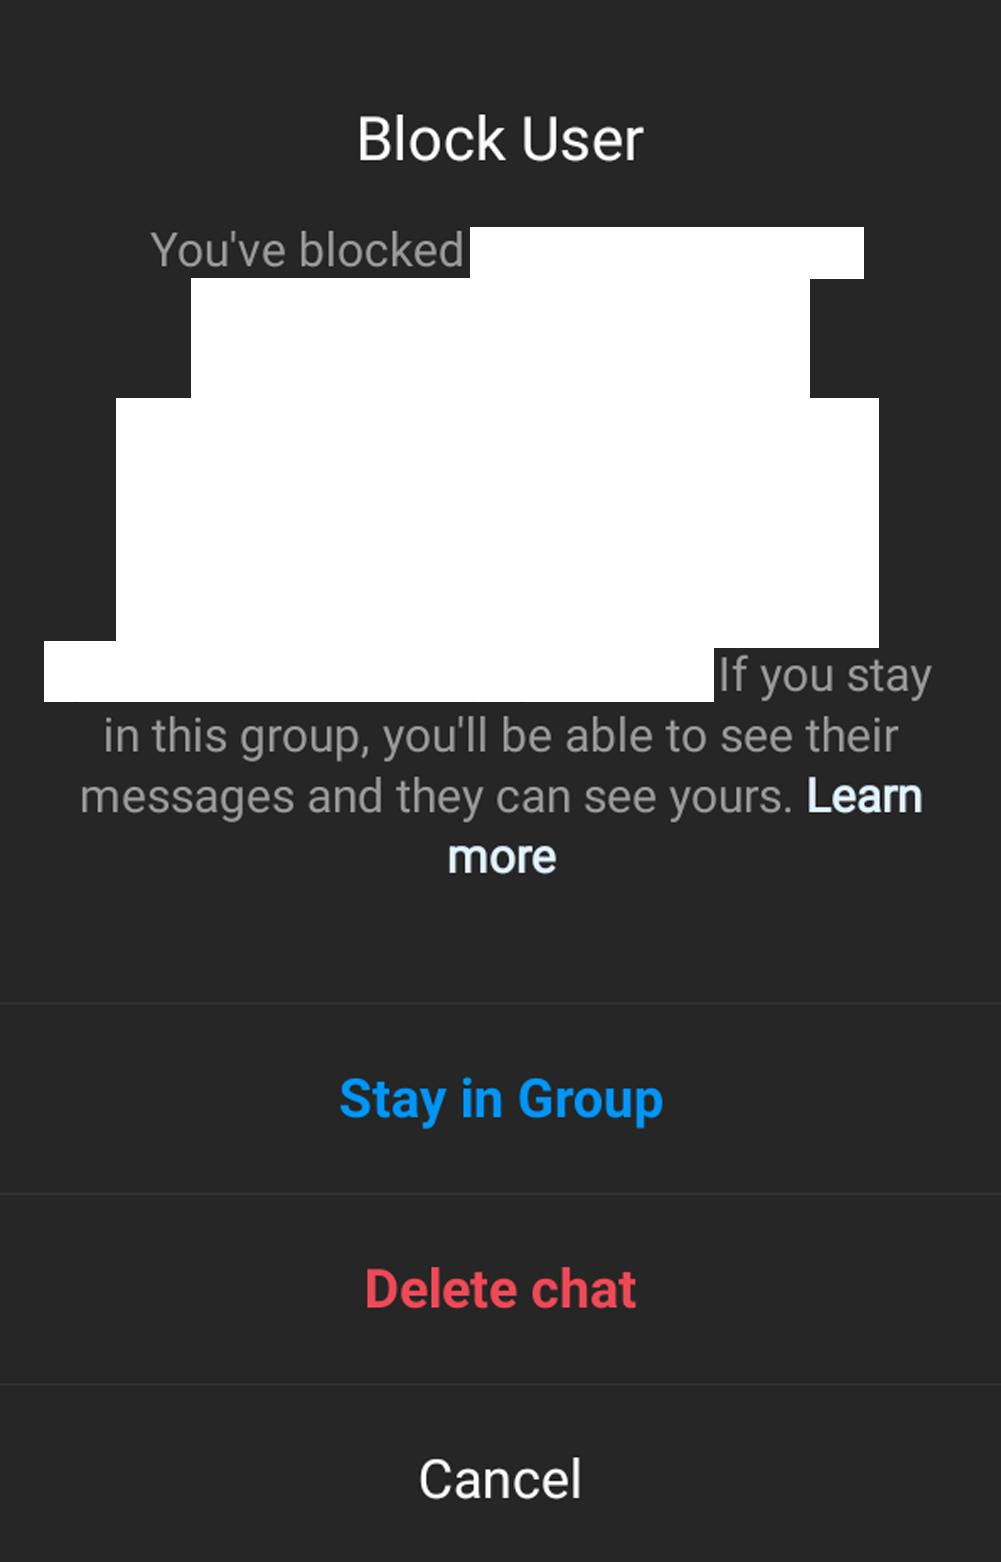 Block User
You've blocked
If you stay
in this group, you'll be able to see their
messages and they can see yours. Learn
more
Stay in Group
Delete chat
Cancel